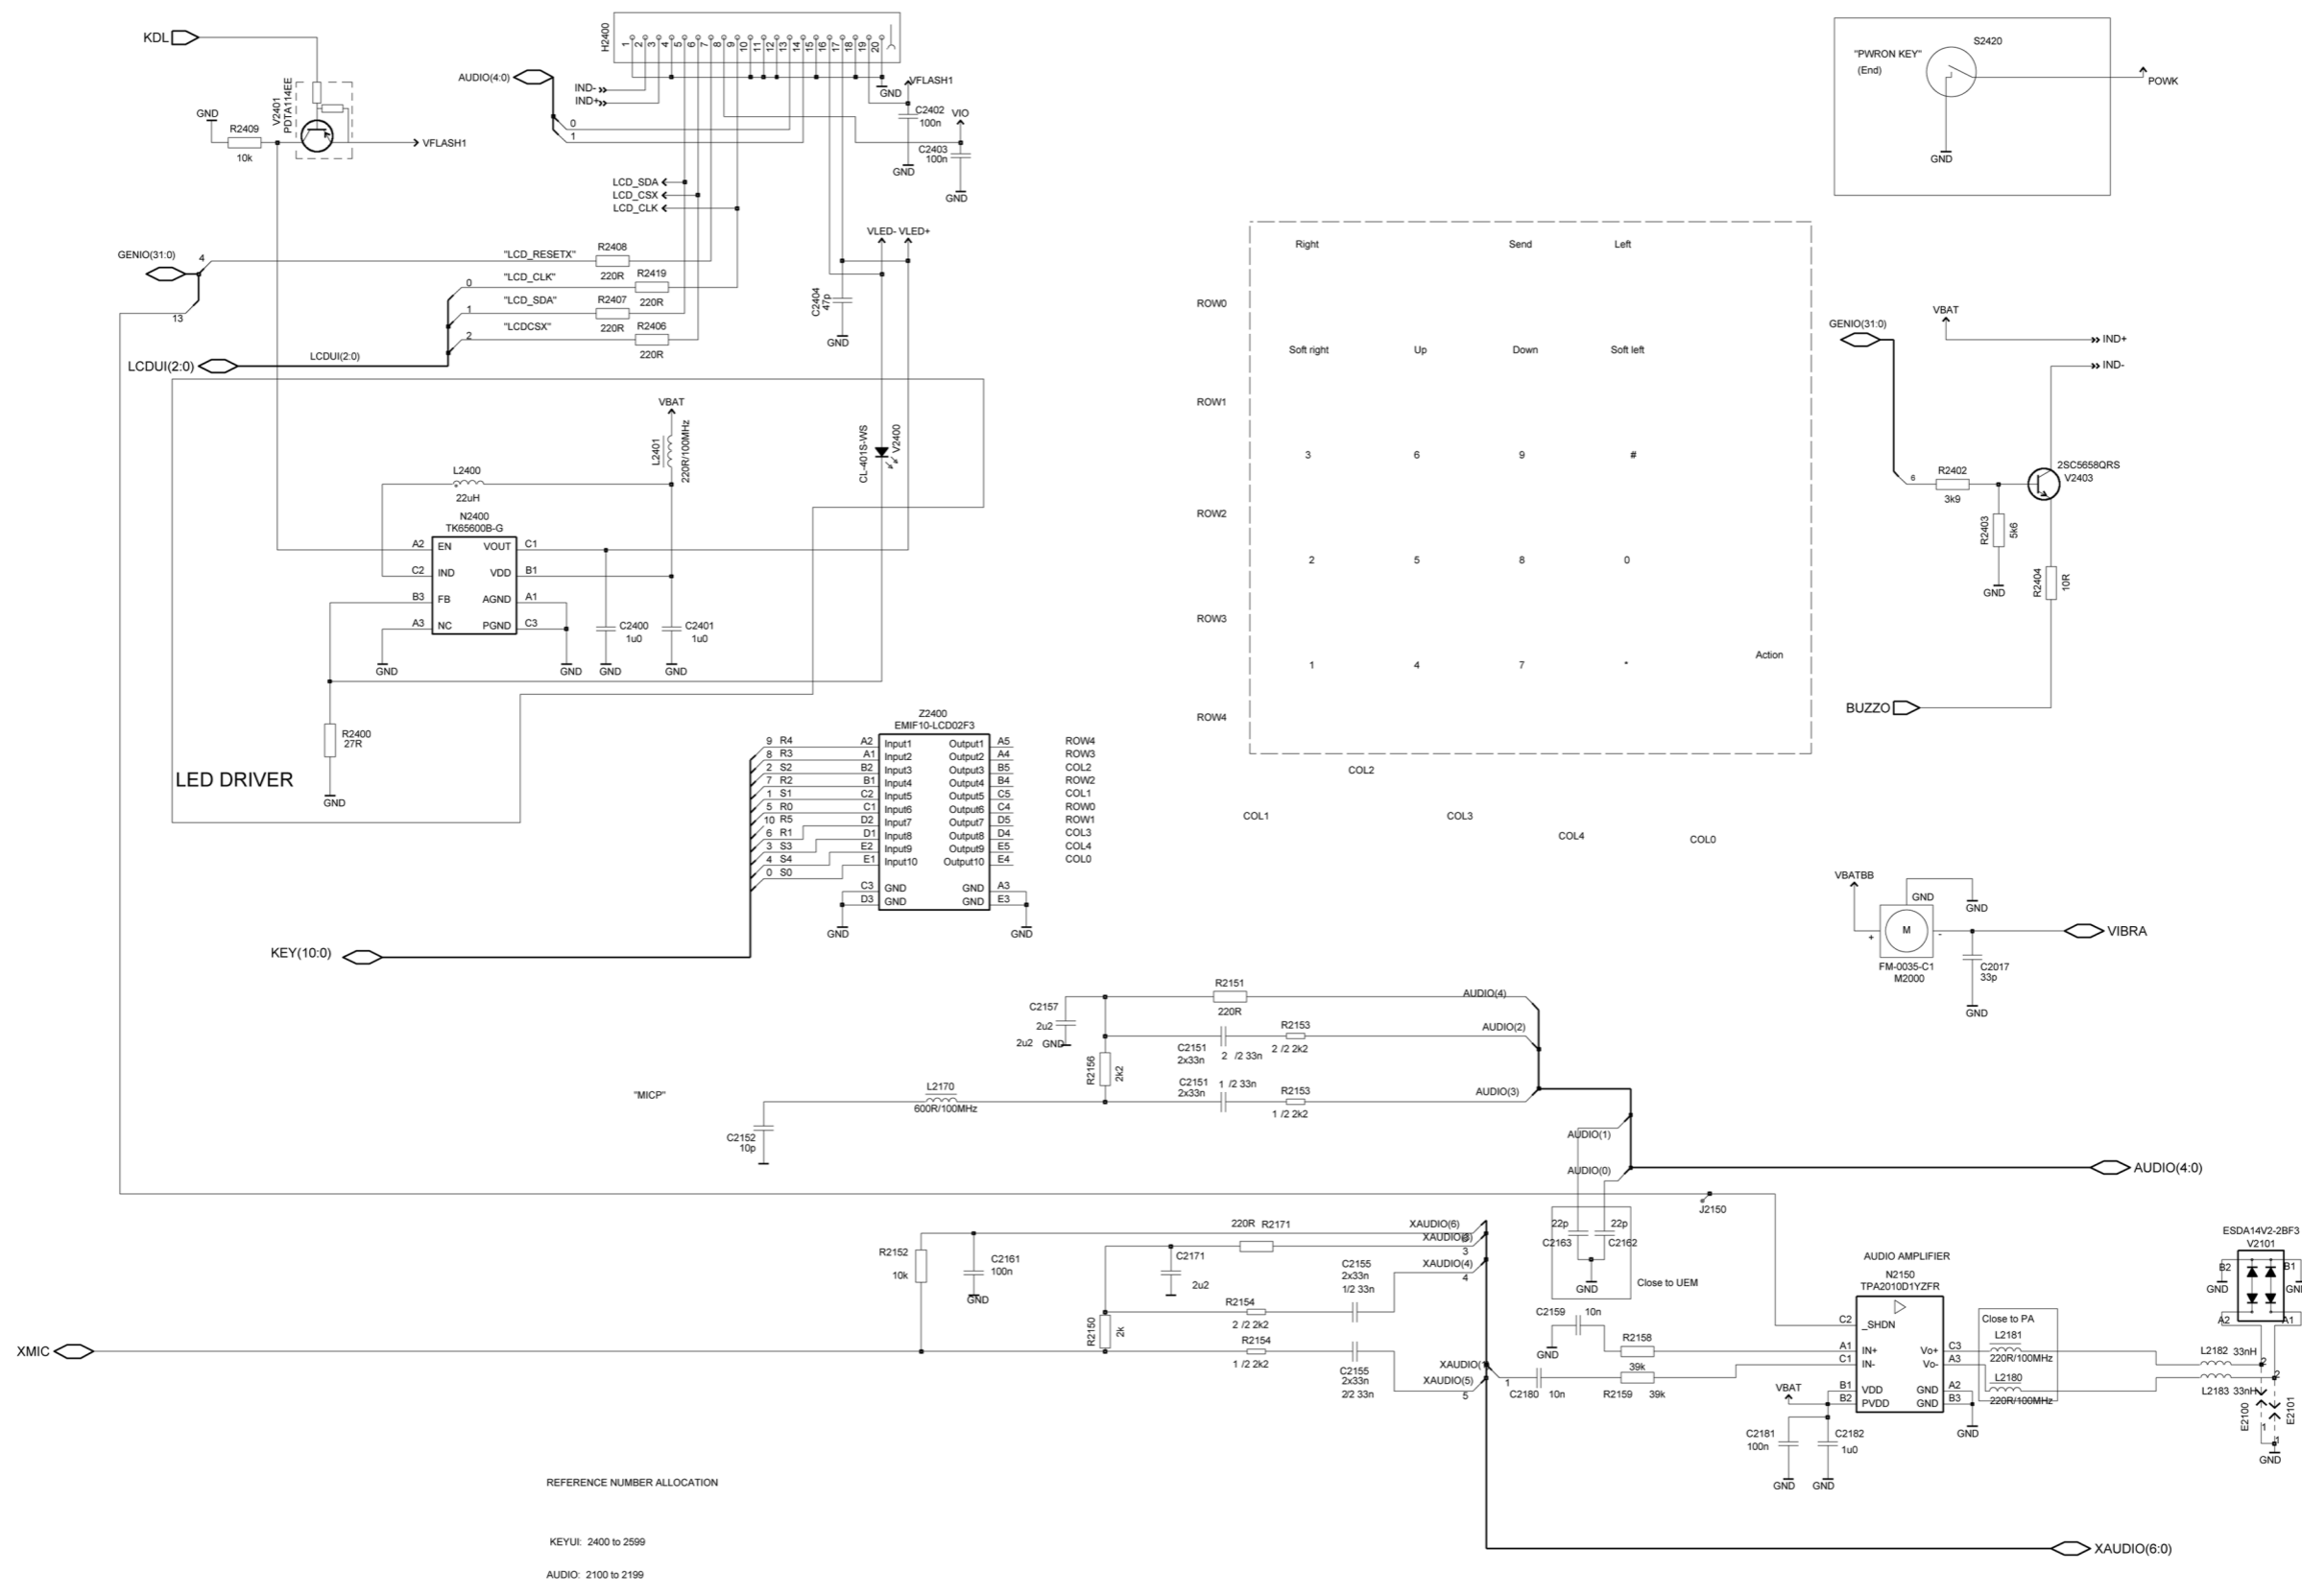 KDL
H2400
1 2 3 4 5 6 7 8 9 10 11 12 13 14 15 16 17 18 19 20
AUDIO(4:0)
IND-
IND+
GND
VFLASH1
C2402
100n
VIO
C2403
100n
GND
GND
0
1
V2401
PDTA114EE
GND
R2409
10k
VFLASH1
LCD_SDA
LCD_CSX
LCD_CLK
VLED- VLED+
GENIO(31:0)
4
13
"LCD_RESETX"
R2408
220R
0
"LCD_CLK"
R2419
220R
1
"LCD_SDA"
R2407
220R
2
"LCDCSX"
R2406
220R
C2404
47p
GND
LCDUI(2:0)
LCDUI(2:0)
VBAT
L2401
220R/100MHz
CL-401S-WS
V2400
L2400
22uH
N2400
TK65600B-G
A2 EN VOUT C1
C2 IND VDD B1
B3 FB AGND A1
A3 NC PGND C3
C2400
1u0
C2401
1u0
GND
GND
GND
GND
R2400
27R
GND
LED DRIVER
Z2400
EMIF10-LCD02F3
9 R4 A2 Input1 Output1 A5 ROW4
8 R3 A1 Input2 Output2 A4 ROW3
2 S2 B2 Input3 Output3 B5 COL2
7 R2 B1 Input4 Output4 B4 ROW2
1 S1 C2 Input5 Output5 C5 COL1
5 R0 C1 Input6 Output6 C4 ROW0
10 R5 D2 Input7 Output7 D5 ROW1
6 R1 D1 Input8 Output8 D4 COL3
3 S3 E2 Input9 Output9 E5 COL4
4 S4 E1 Input10 Output10 E4 COL0
0 S0
C3 GND GND A3
D3 GND GND E3
GND
GND
KEY(10:0)
"PWRON KEY"
(End)
S2420
POWK
GND
Right Send Left
ROW0
Soft right Up Down Soft left
ROW1
3 6 9 #
ROW2
2 5 8 0
ROW3
1 4 7 *
Action
ROW4
COL2
COL1
COL3
COL4
COL0
GENIO(31:0)
VBAT
IND+
IND-
6
R2402
3k9
2SC5658QRS
V2403
R2403
5k6
GND
R2404
10R
BUZZO
VBATBB
GND
GND
M
+
-
VIBRA
FM-0035-C1
M2000
C2017
33p
GND
R2151
220R
AUDIO(4)
C2157
2u2
2u2 GND
C2151
2x33n
2 /2 33n
R2153
2 /2 2k2
AUDIO(2)
R2156
2k2
"MICP"
L2170
600R/100MHz
C2151
2x33n
1 /2 33n
R2153
1 /2 2k2
AUDIO(3)
C2152
10p
AUDIO(1)
AUDIO(0)
AUDIO(4:0)
J2150
22p
C2163
22p
C2162
GND
Close to UEM
220R R2171
XAUDIO(6)
3
XAUDIO(4)
4
R2152
10k
C2161
100n
GND
C2171
2u2
C2155
2x33n
1/2 33n
R2154
2 /2 2k2
R2150
2k
R2154
1 /2 2k2
C2155
2x33n
2/2 33n
XMIC
XAUDIO(1
XAUDIO(5)
5
1
C2159
10n
GND
R2158
39k
C2180
10n
R2159
39k
AUDIO AMPLIFIER
N2150
TPA2010D1YZFR
C2 _SHDN
A1 IN+ Vo+ C3
C1 IN- Vo- A3
B1 VDD GND A2
B2 PVDD GND B3
VBAT
C2181
100n
C2182
1u0
GND
GND
GND
Close to PA
L2181
220R/100MHz
L2180
220R/100MHz
L2182
33nH
L2183
33nH
ESDA14V2-2BF3
V2101
B2
B1
GND
GND
A2
A1
2
2
E2100
E2101
1
1
GND
XAUDIO(6:0)
REFERENCE NUMBER ALLOCATION
KEYUI: 2400 to 2599
AUDIO: 2100 to 2199